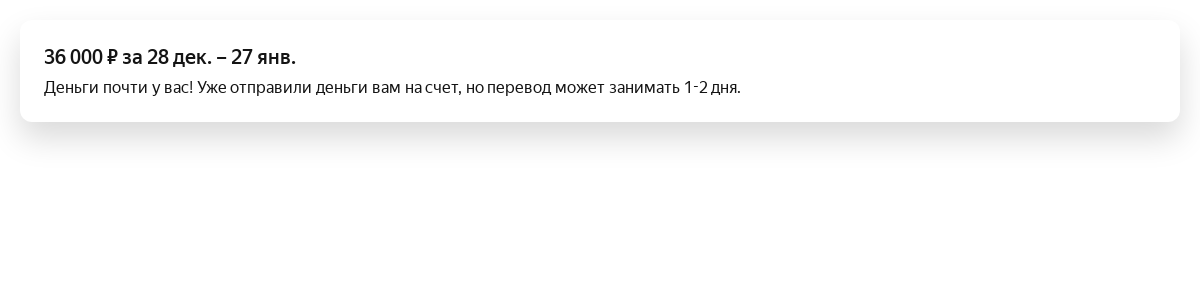 36 000 ₽ за 28 дек. – 27 янв.
Деньги почти у вас! Уже отправили деньги вам на счет, но перевод может занимать 1-2 дня.